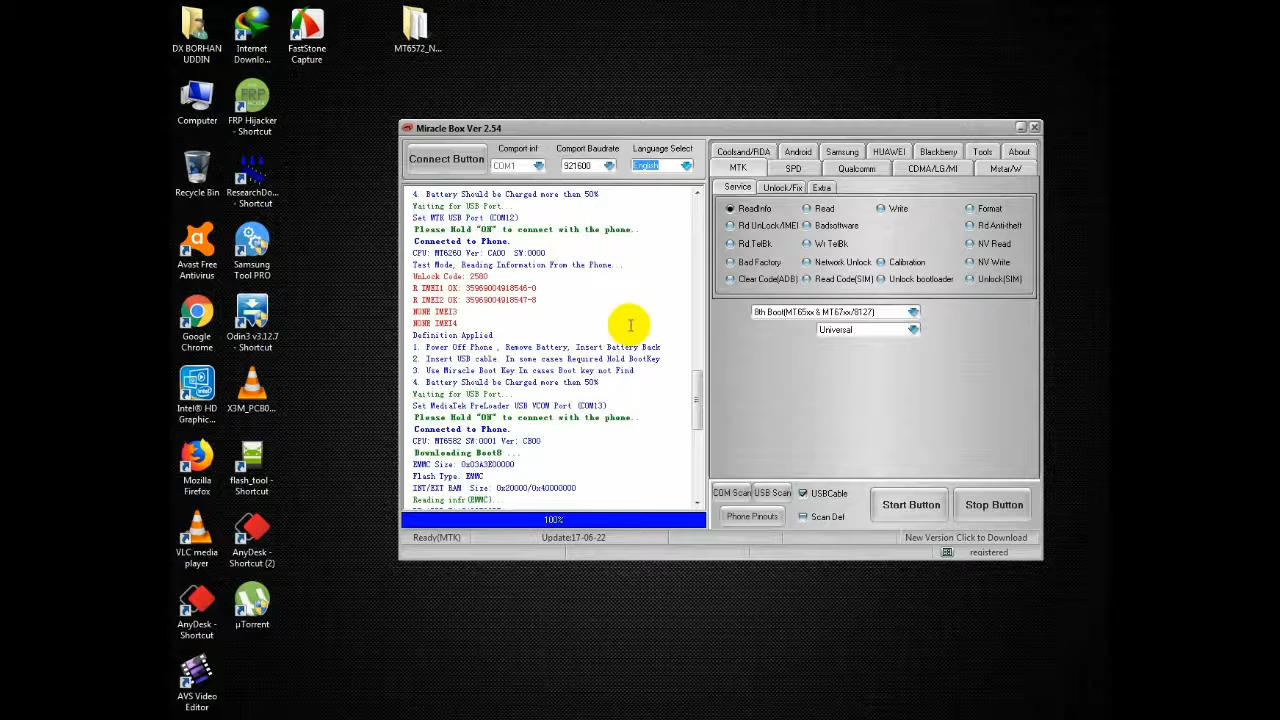 DX BORHAN
UDDIN
Internet
Downlo...
FastStone
Capture
MT6572_N...
Computer
FRP Hijacker
- Shortcut
Recycle Bin
ResearchDo...
- Shortcut
Avast Free
Antivirus
Samsung
Tool PRO
Google
Chrome
Odin3 v3.12.7
- Shortcut
Intel® HD
Graphic...
X3M_PCB0...
Mozilla
Firefox
flash_tool -
Shortcut
VLC media
player
AnyDesk -
Shortcut (2)
AnyDesk -
Shortcut
µTorrent
AVS Video
Editor
Miracle Box Ver 2.54
Connect Button
Comport inf
Comport Baudrate
Language Select
COM1
921600
English
4. Battery Should be Charged more then 50%
Waiting for USB Port...
Set MTK USB Port (COM12)
Please Hold "ON" to connect with the phone..
Connected to Phone.
CPU: MT6260 Ver: CA00 SW:0000
Test Mode, Reading Information From the Phone...
UnLock Code: 2580
R IMEI1 OK: 35969004918546-0
R IMEI2 OK: 35969004918547-8
NONE IMEI3
NONE IMEI4
Definition Applied
1. Power Off Phone , Remove Battery, Insert Battery Back
2. Insert USB cable. In some cases Required Hold BootKey
3. Use Miracle Boot Key In cases Boot key not Find
4. Battery Should be Charged more then 50%
Waiting for USB Port...
Set MediaTek PreLoader USB VCOM Port (COM13)
Please Hold "ON" to connect with the phone..
Connected to Phone.
CPU: MT6582 SW:0001 Ver: CB00
Downloading Boot8 ...
EMMC Size: 0x03A3E00000
Flash Type: EMMC
INT/EXT RAM Size: 0x20000/0x40000000
Reading infr(EMMC)...
100%
Coolsand/RDA Android Samsung HUAWEI Blackberry Tools About
MTK SPD Qualcomm CDMA/LG/MI Mstar/W
Service Unlock/Fix Extra
ReadInfo Read Write Format
Rd UnLock/IMEI Badsoftware Rd Anti-theft
Rd TelBk Wr TelBk NV Read
Bad Factory Network Unlock Calibration NV Write
Clear Code(ADB) Read Code(SIM) Unlock bootloader Unlock(SIM)
8th Boot(MT65xx & MT67xx/8127)
Universal
COM Scan USB Scan USBCable
Phone Pinouts Scan Def
Start Button
Stop Button
Ready(MTK)
Update:17-06-22
New Version Click to Download
registered